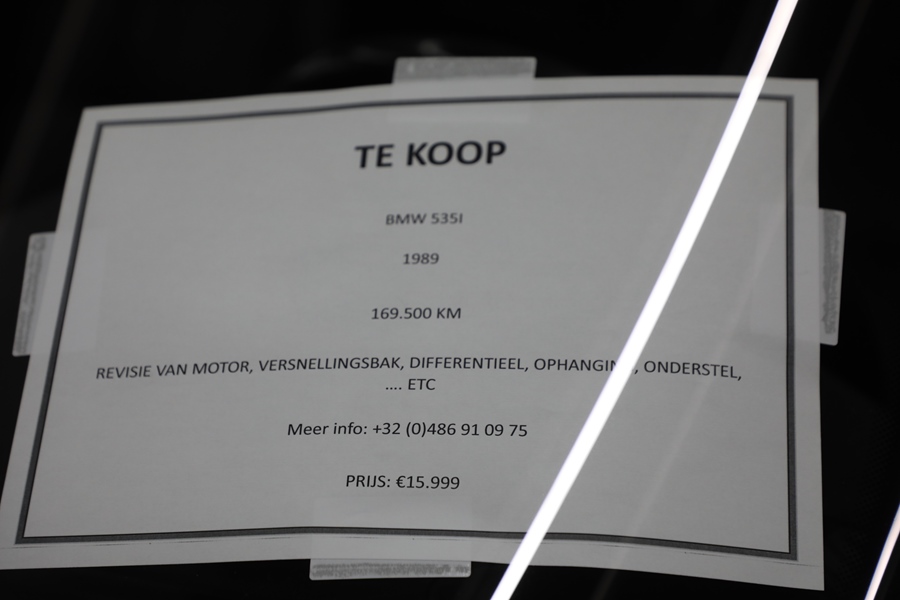 TE KOOP
BMW 535I
1989
169.500 KM
REVISIE VAN MOTOR, VERSNELLINGSBAK, DIFFERENTIEEL, OPHANGING, ONDERSTEL,
.... ETC
Meer info: +32 (0)486 91 09 75
PRIJS: €15.999